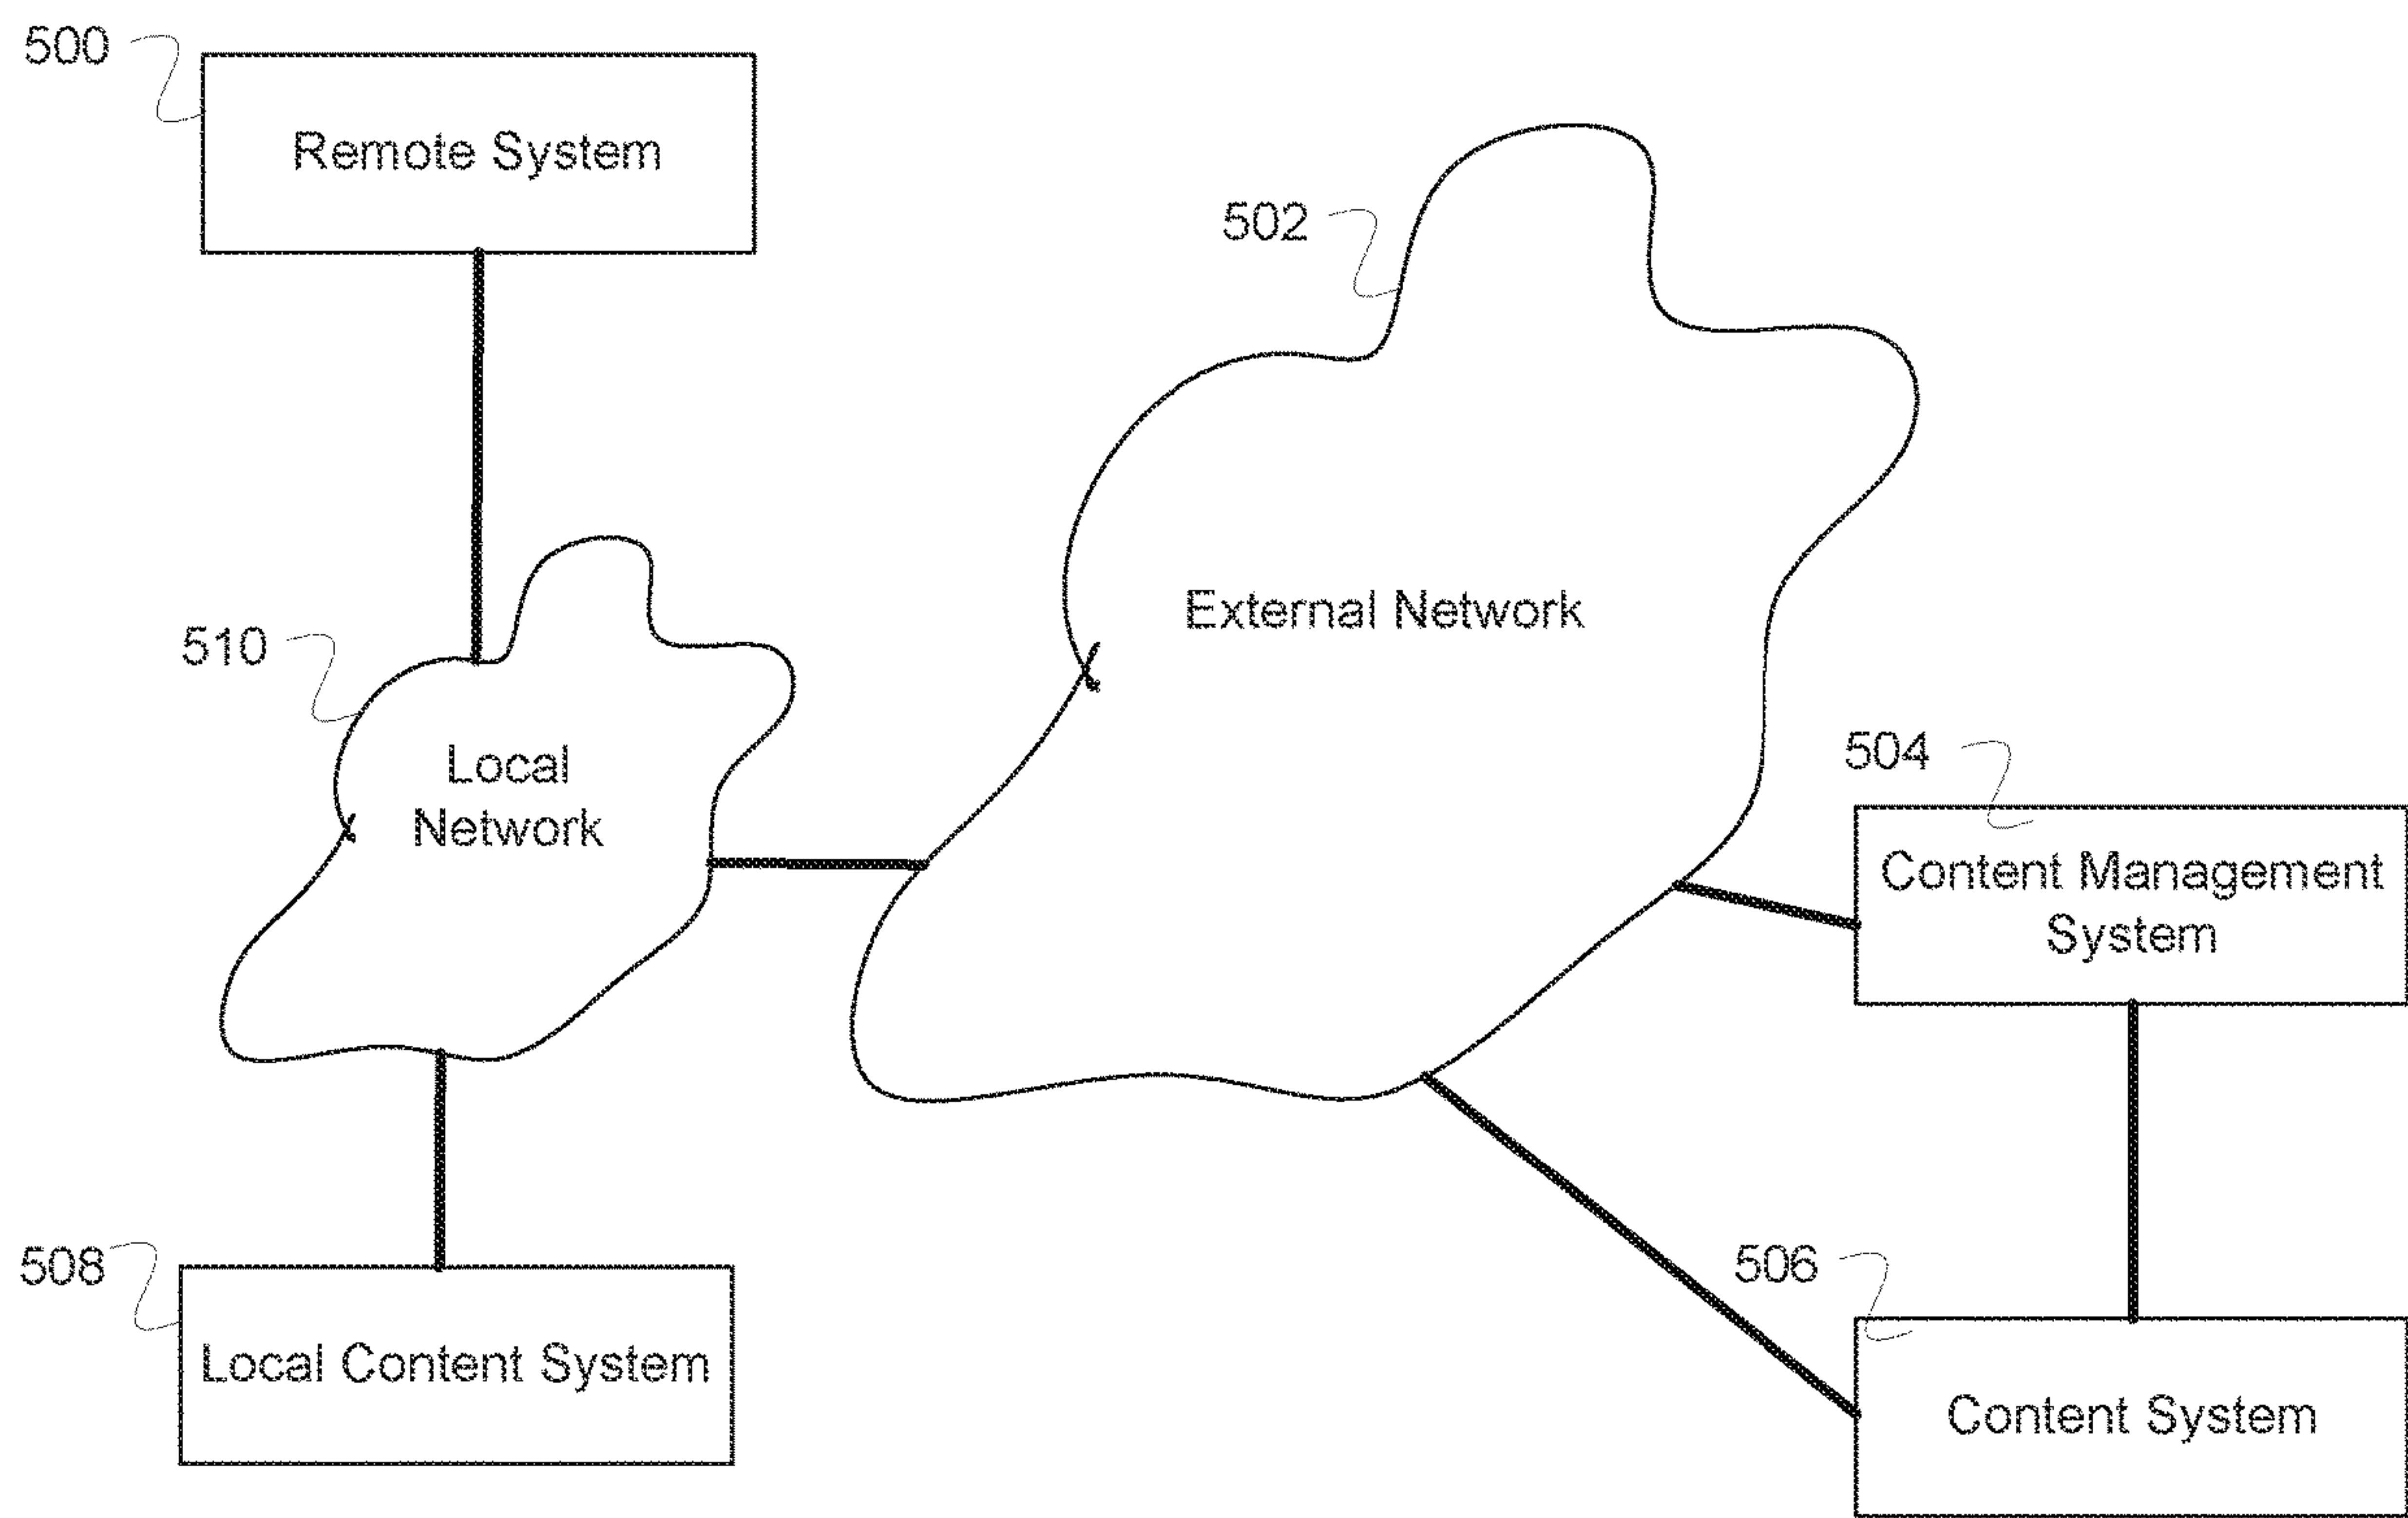 500
Remote System
502
External Network
510
Local
Network
504
Content Management
System
508
Local Content System
506
Content System